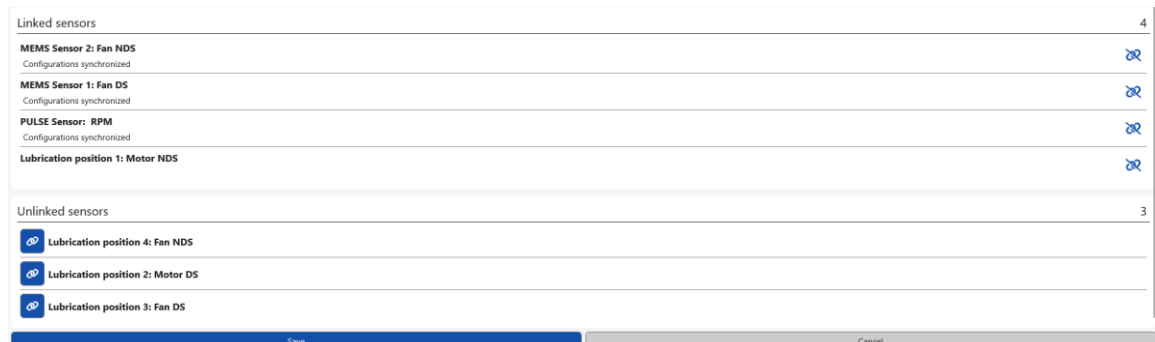 Linked sensors 4
MEMS Sensor 2: Fan NDS
Configurations synchronized
MEMS Sensor 1: Fan DS
Configurations synchronized
PULSE Sensor: RPM
Configurations synchronized
Lubrication position 1: Motor NDS
Unlinked sensors 3
Lubrication position 4: Fan NDS
Lubrication position 2: Motor DS
Lubrication position 3: Fan DS
Save Cancel